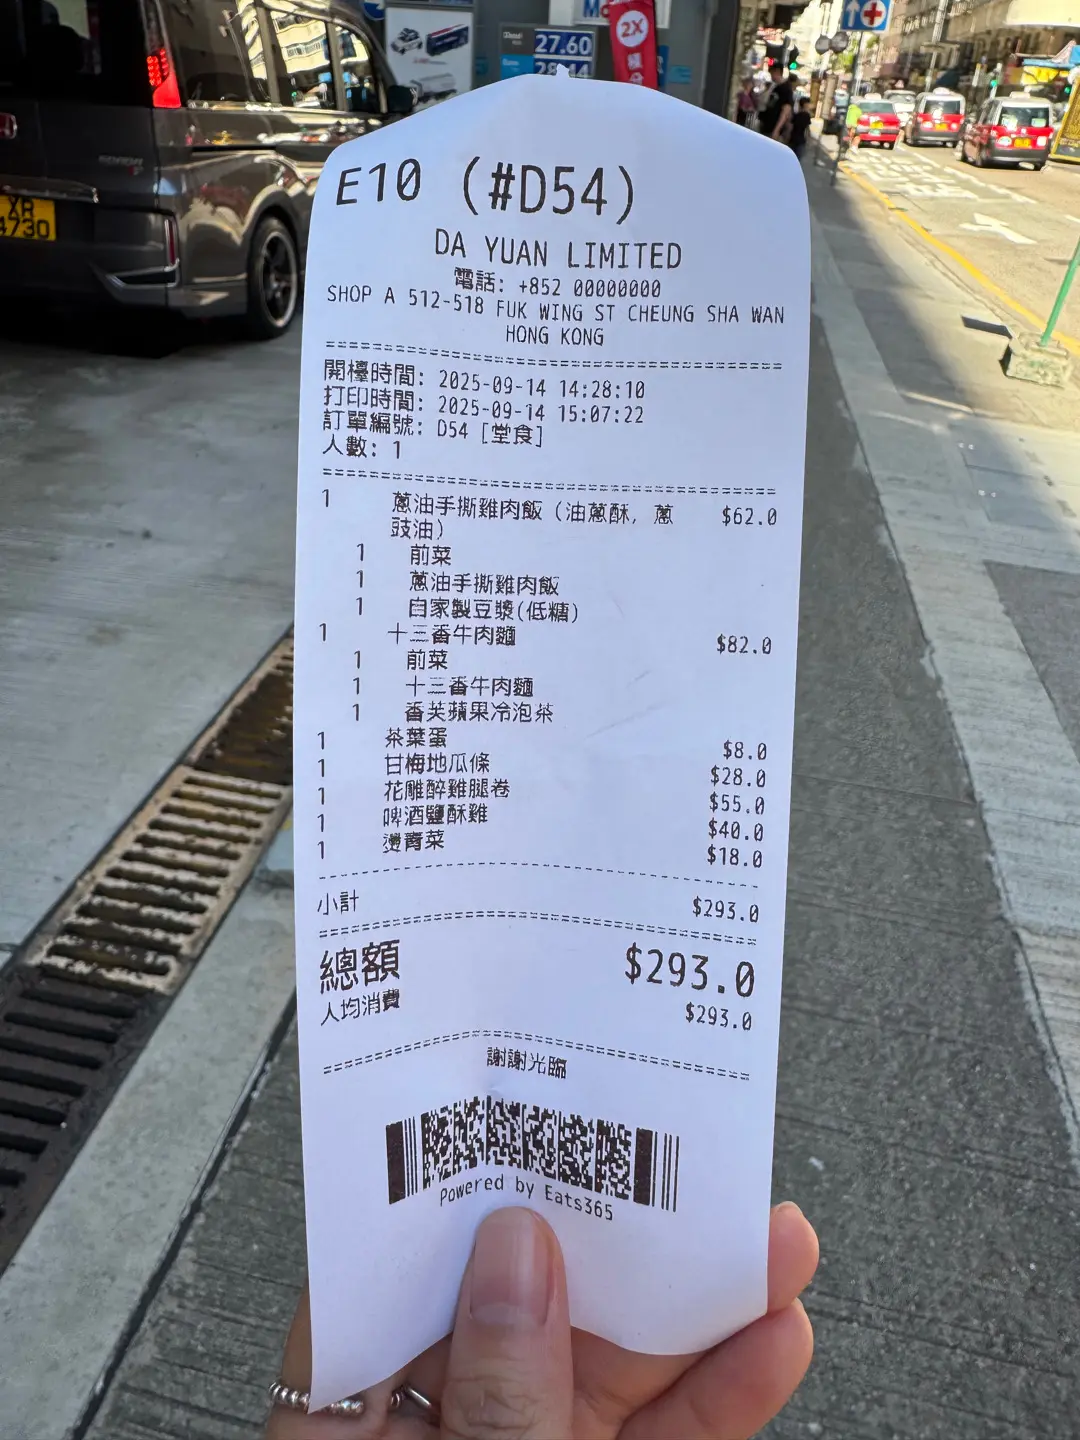 27.60
2X
XR
4730
E10 (#D54)
DA YUAN LIMITED
電話: +852 00000000
SHOP A 512-518 FUK WING ST CHEUNG SHA WAN
HONG KONG
開檯時間: 2025-09-14 14:28:10
打印時間: 2025-09-14 15:07:22
訂單編號: D54 [堂食]
人數: 1
1 蔥油手撕雞肉飯 (油蔥酥, 蔥 $62.0
豉油)
1 前菜
1 蔥油手撕雞肉飯
1 自家製豆漿(低糖)
1 十三番牛肉麵 $82.0
1 前菜
1 十三番牛肉麵
1 香芙蘋果冷泡茶
1 茶葉蛋 $8.0
1 甘梅地瓜條 $28.0
1 花雕醉雞腿卷 $55.0
1 啤酒鹽酥雞 $40.0
1 燙青菜 $18.0
小計 $293.0
總額 $293.0
人均消費 $293.0
謝謝光臨
Powered by Eats365